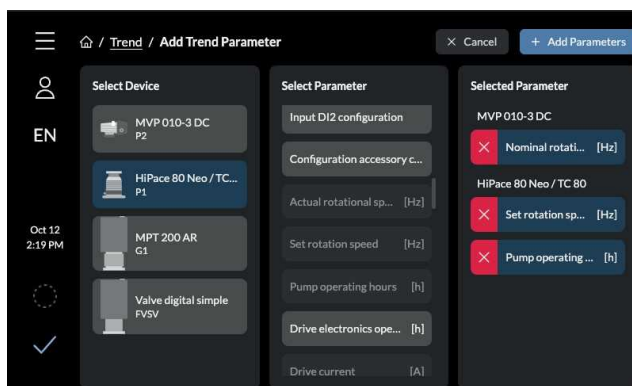 / Trend / Add Trend Parameter
× Cancel
+ Add Parameters
EN
Oct 12
2:19 PM
Select Device
MVP 010-3 DC
P2
HiPace 80 Neo / TC...
P1
MPT 200 AR
G1
Valve digital simple
FVSV
Select Parameter
Input DI2 configuration
Configuration accessory c...
Actual rotational sp... [Hz]
Set rotation speed [Hz]
Pump operating hours [h]
Drive electronics ope... [h]
Drive current [A]
Selected Parameter
MVP 010-3 DC
Nominal rotati... [Hz]
HiPace 80 Neo / TC 80
Set rotation sp... [Hz]
Pump operating ... [h]